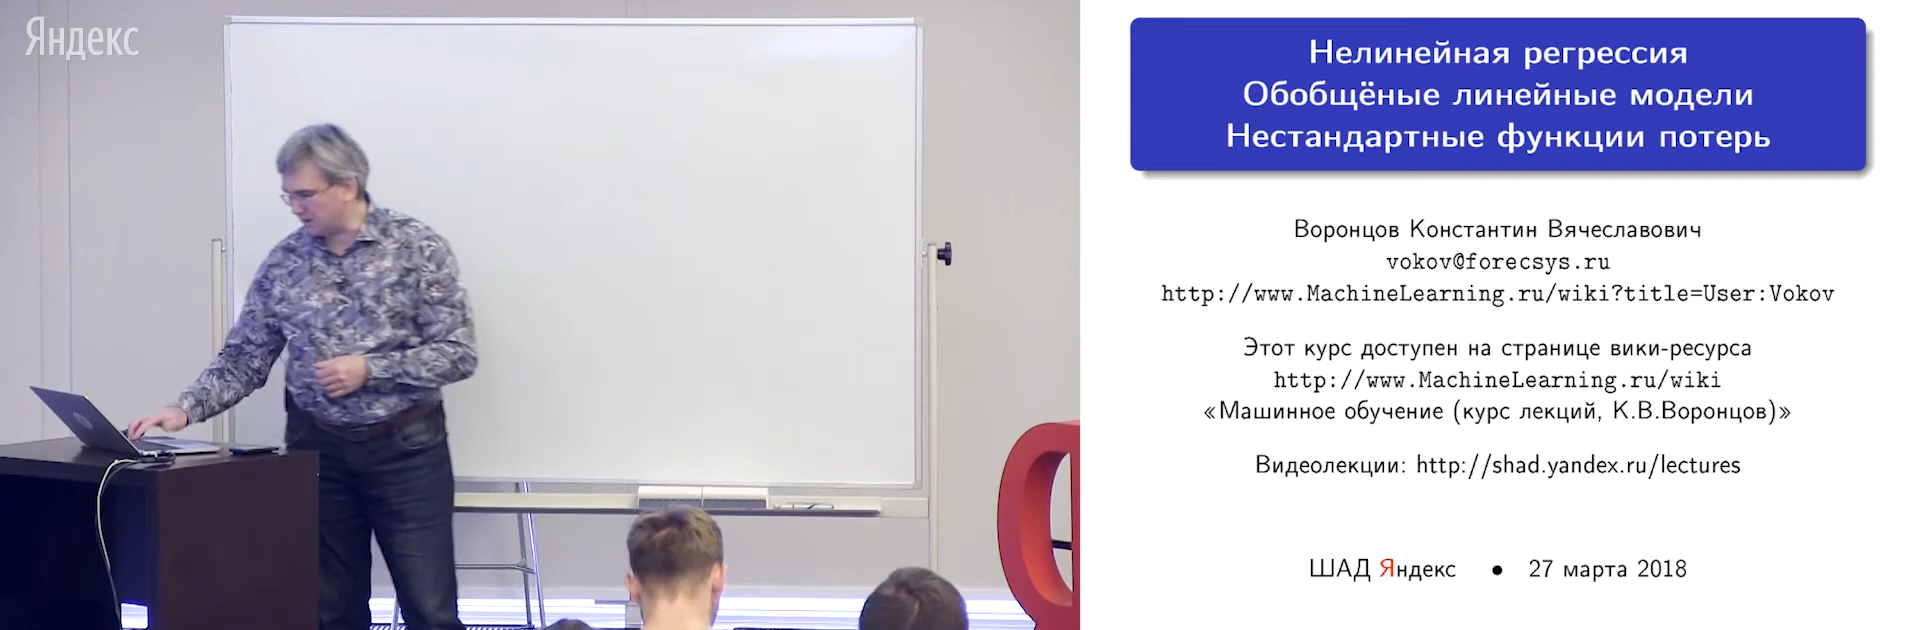 Яндекс
Нелинейная регрессия
Обобщёные линейные модели
Нестандартные функции потерь
Воронцов Константин Вячеславович
vokov@forecsys.ru
http://www.MachineLearning.ru/wiki?title=User:Vokov
Этот курс доступен на странице вики-ресурса
http://www.MachineLearning.ru/wiki
«Машинное обучение (курс лекций, К.В.Воронцов)»
Видеолекции: http://shad.yandex.ru/lectures
ШАД Яндекс • 27 марта 2018